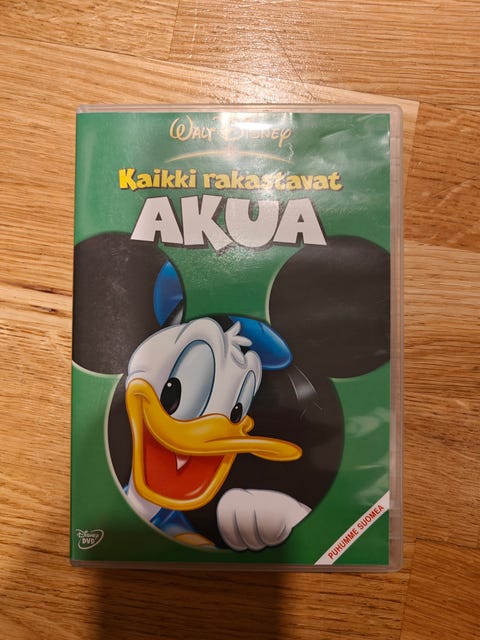 Walt Disney
Kaikki rakastavat
AKUA
Disney
DVD
PUHUMME SUOMEA